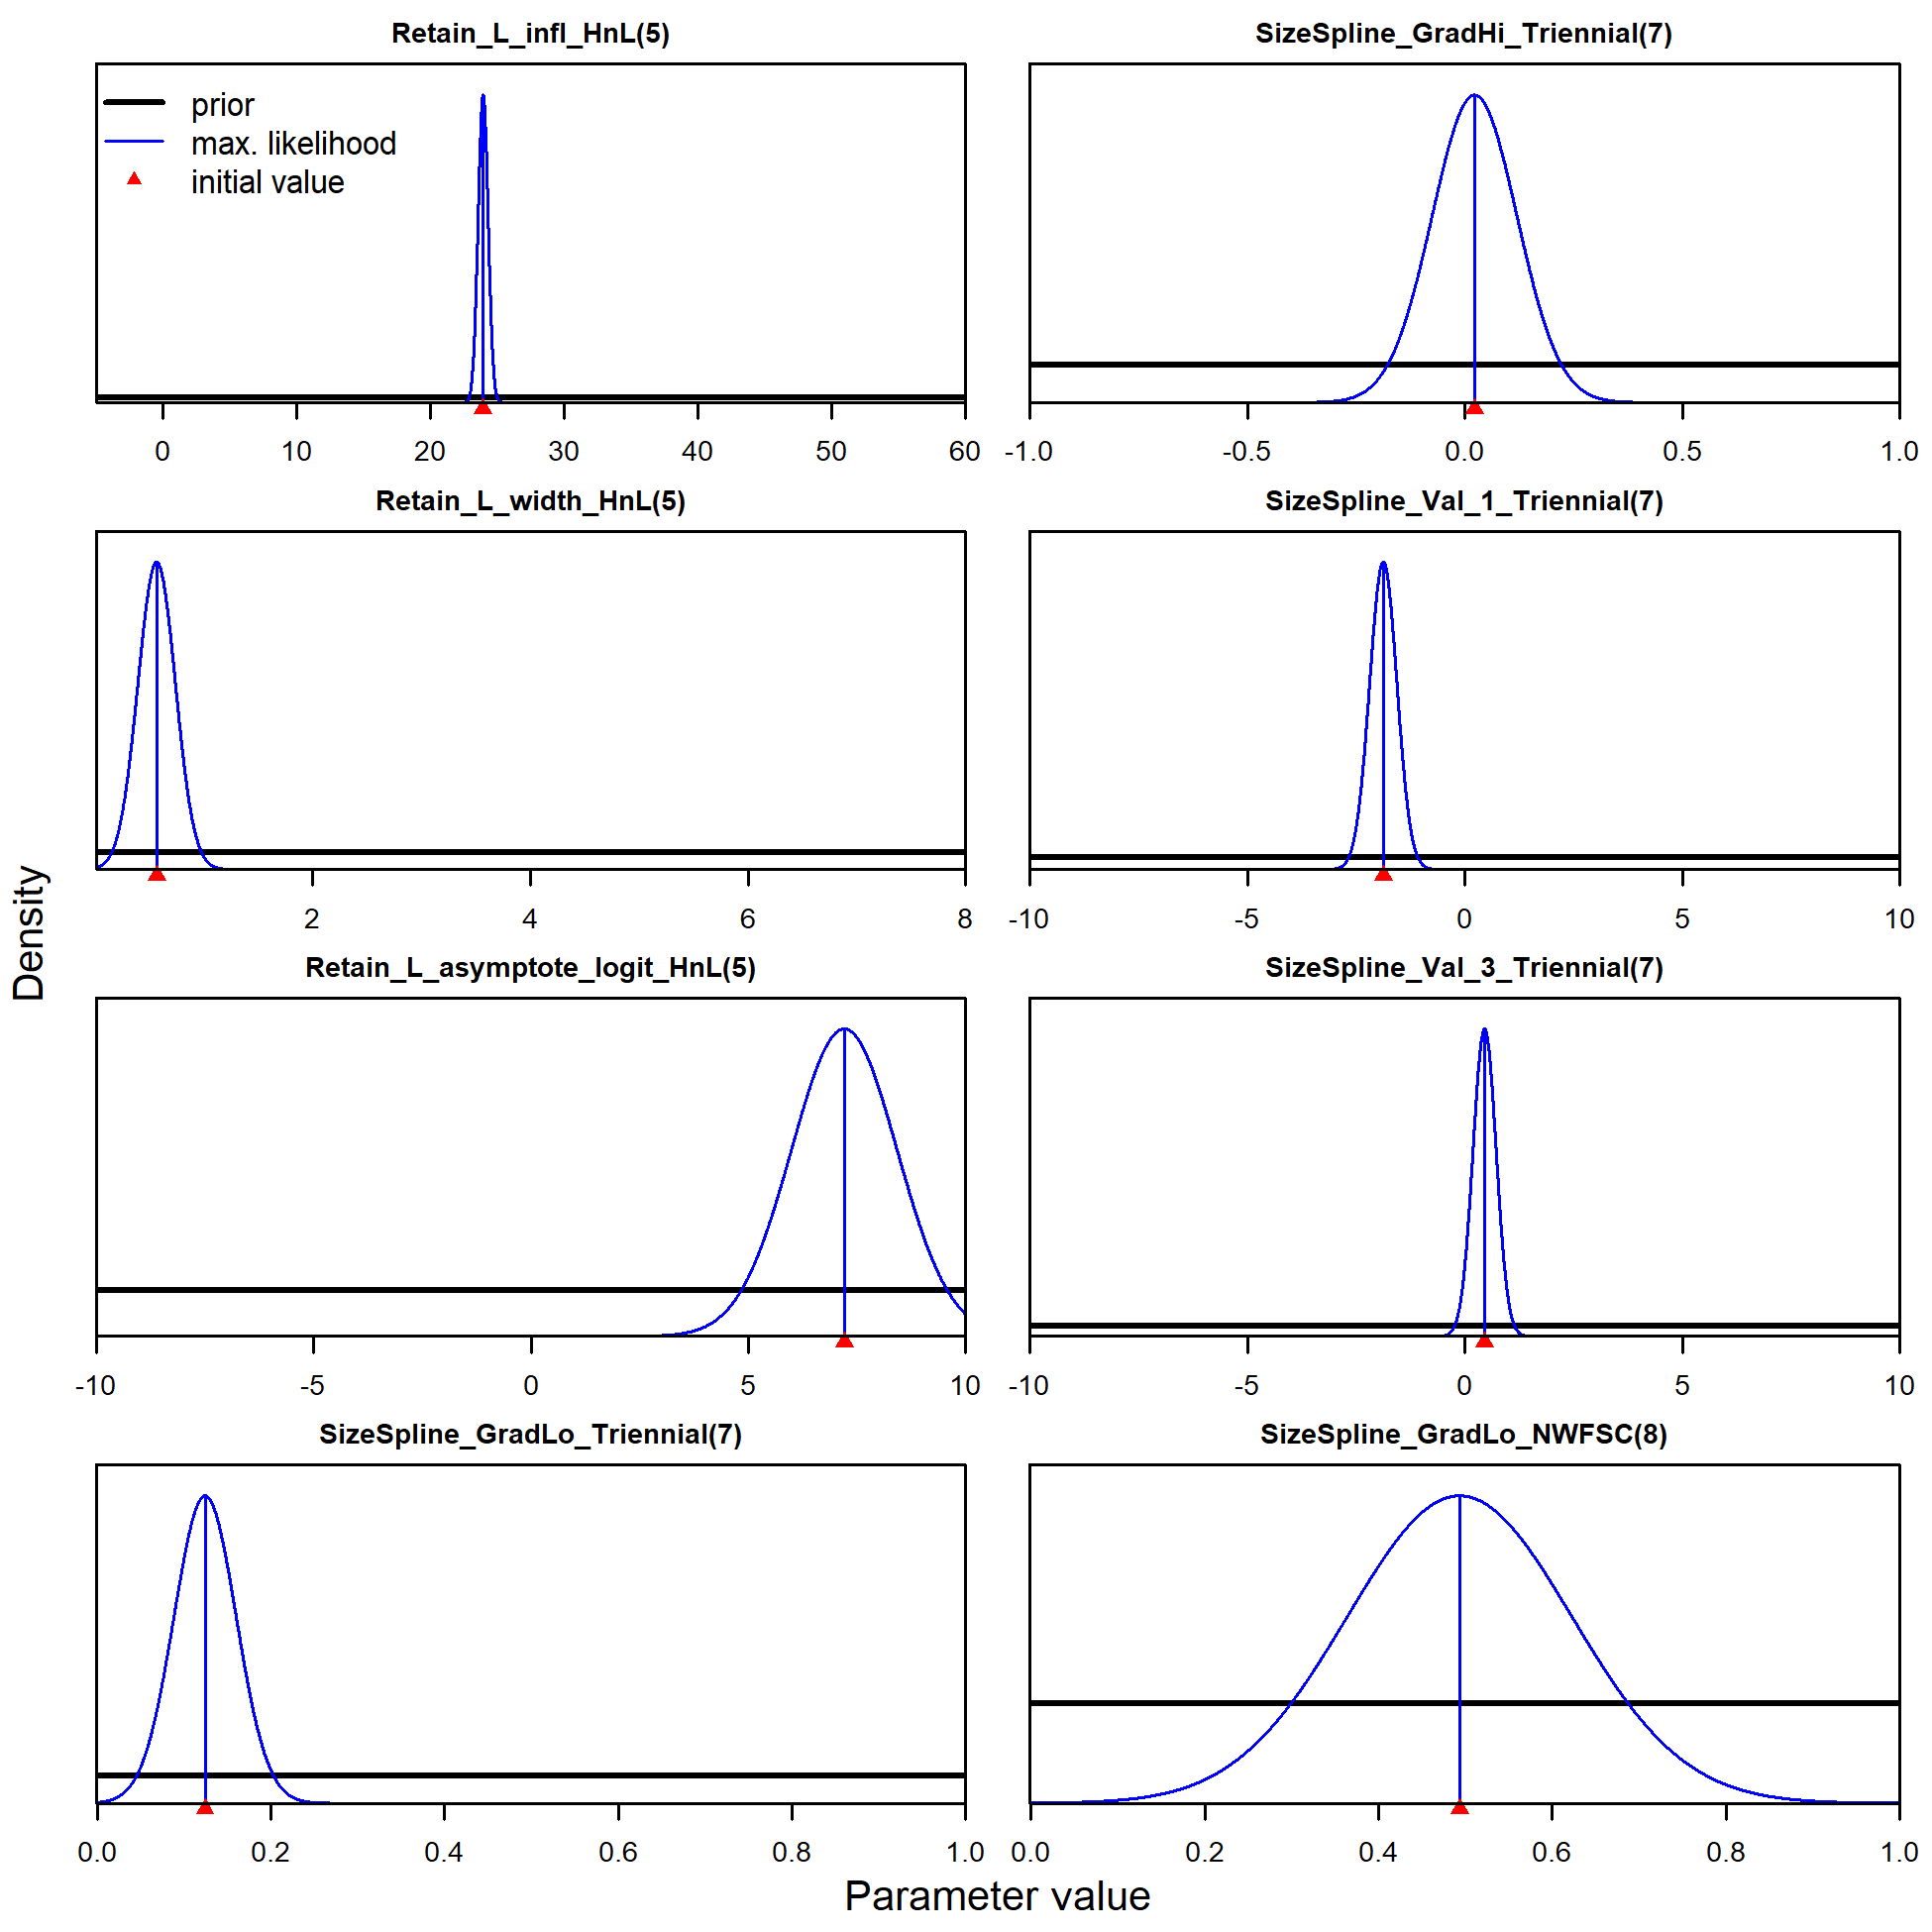 Retain_L_infl_HnL(5)
prior
max. likelihood
initial value
0 10 20 30 40 50 60
SizeSpline_GradHi_Triennial(7)
-1.0 -0.5 0.0 0.5 1.0
Retain_L_width_HnL(5)
2 4 6 8
SizeSpline_Val_1_Triennial(7)
-10 -5 0 5 10
Retain_L_asymptote_logit_HnL(5)
-10 -5 0 5 10
SizeSpline_Val_3_Triennial(7)
-10 -5 0 5 10
SizeSpline_GradLo_Triennial(7)
0.0 0.2 0.4 0.6 0.8 1.0
SizeSpline_GradLo_NWFSC(8)
0.0 0.2 0.4 0.6 0.8 1.0
Density
Parameter value